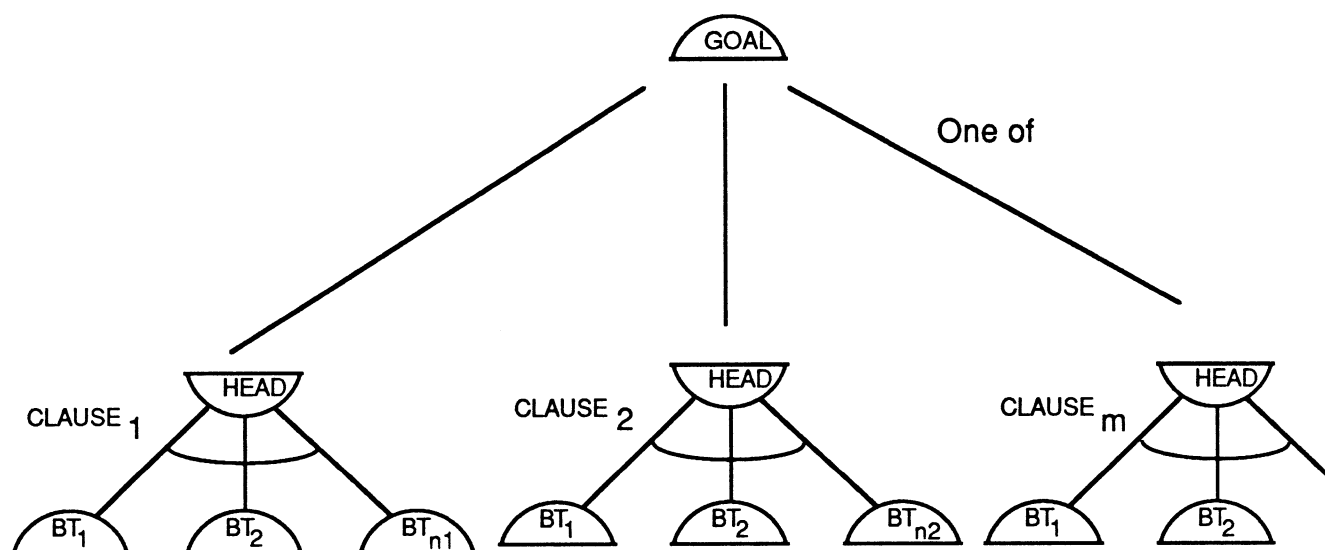 GOAL
One of
HEAD
HEAD
HEAD
CLAUSE 1
CLAUSE 2
CLAUSE m
BT1
BT2
BTn1
BT1
BT2
BTn2
BT1
BT2